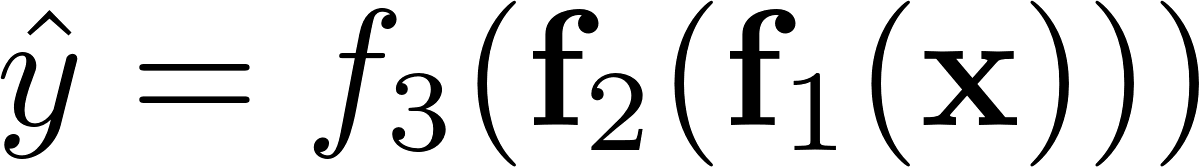 ŷ = f₃(𝐟₂(𝐟₁(𝐱)))